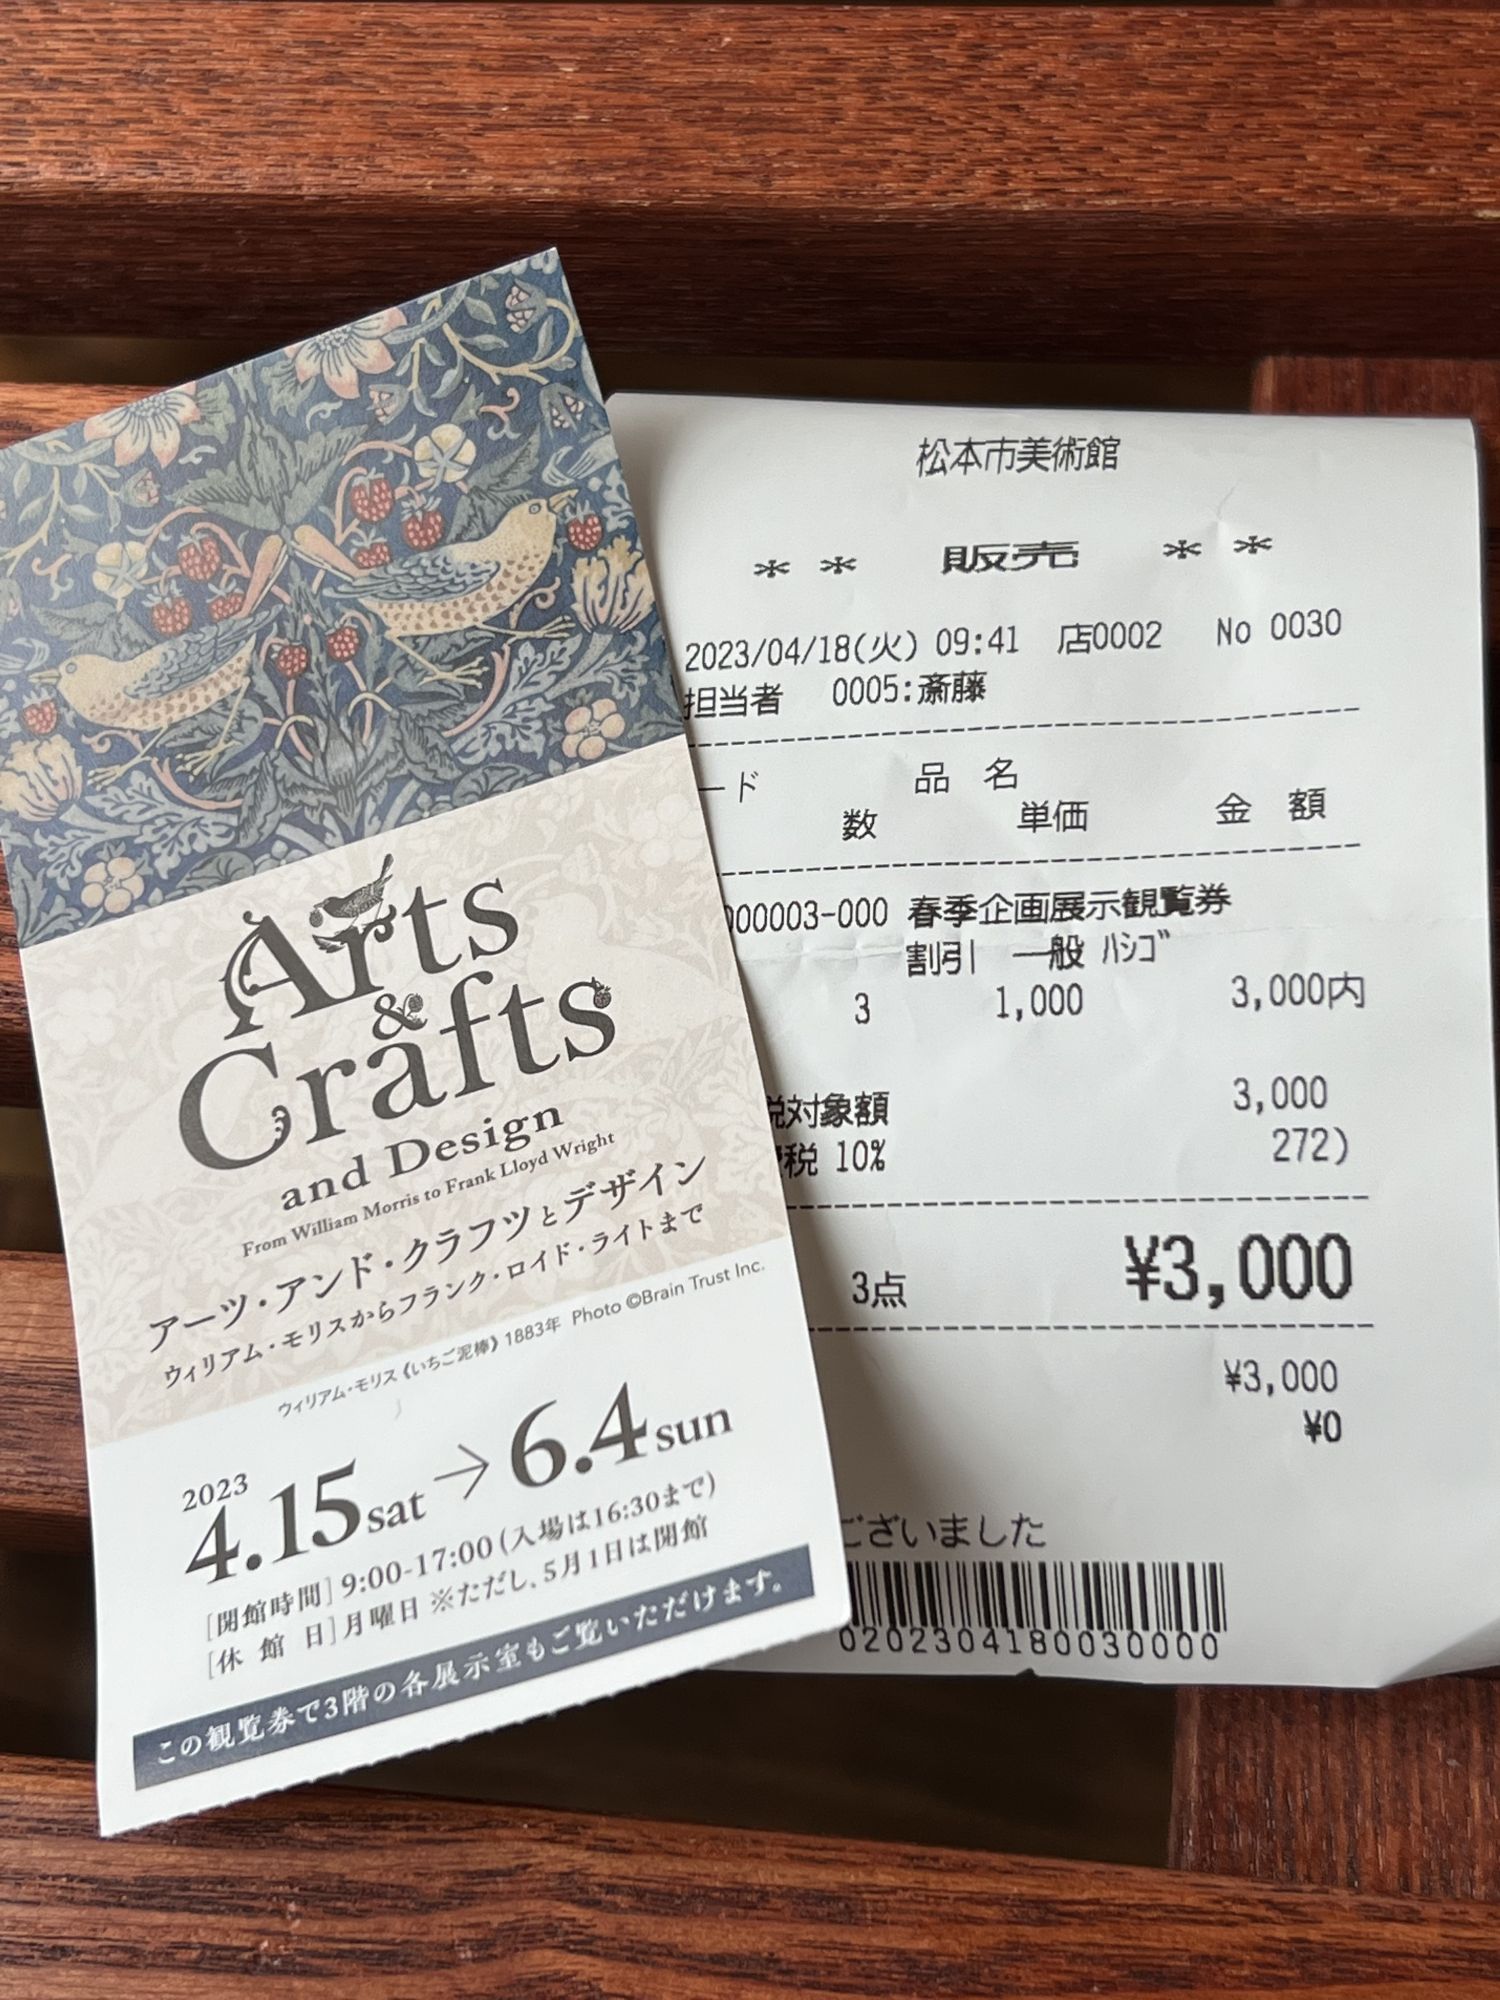 Arts
&
Crafts
and Design
From William Morris to Frank Lloyd Wright
アーツ・アンド・クラフツとデザイン
ウィリアム・モリスからフランク・ロイド・ライトまで
ウィリアム・モリス《いちご泥棒》1883年 Photo ©Brain Trust Inc.
2023
4.15sat→6.4sun
[開館時間]9:00-17:00(入場は16:30まで)
[休 館 日]月曜日 ※ただし、5月1日は開館
この観覧券で3階の各展示室もご覧いただけます。
松本市美術館
＊＊ 販売 ＊＊
2023/04/18(火) 09:41 店0002 No 0030
担当者 0005:斎藤
ード 品 名
数 単価 金 額
000003-000 春季企画展示観覧券
割引 一般 ﾊｼｺﾞ
3 1,000 3,000内
税対象額 3,000
税 10% 272)
3点 ¥3,000
¥3,000
¥0
ございました
0202304180030000